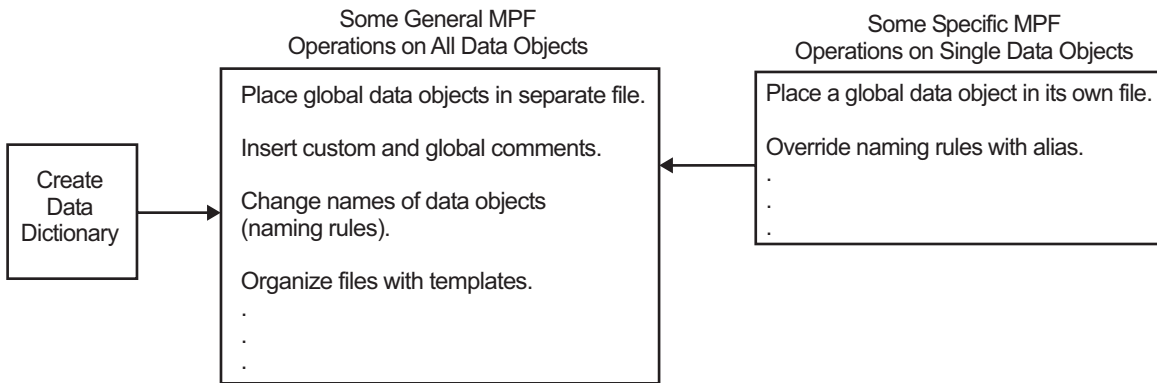 Some General MPF
Operations on All Data Objects
Some Specific MPF
Operations on Single Data Objects
Create
Data
Dictionary
Place global data objects in separate file.
Insert custom and global comments.
Change names of data objects
(naming rules).
Organize files with templates.
.
.
.
Place a global data object in its own file.
Override naming rules with alias.
.
.
.